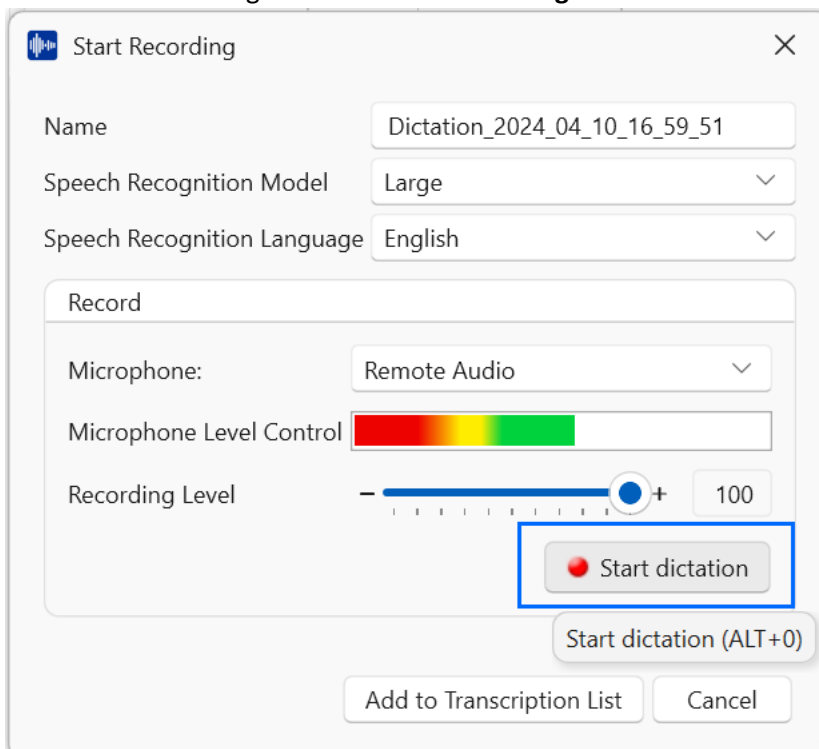 Start Recording
Name Dictation_2024_04_10_16_59_51
Speech Recognition Model Large
Speech Recognition Language English
Record
Microphone: Remote Audio
Microphone Level Control
Recording Level - + 100
Start dictation
Start dictation (ALT+0)
Add to Transcription List Cancel